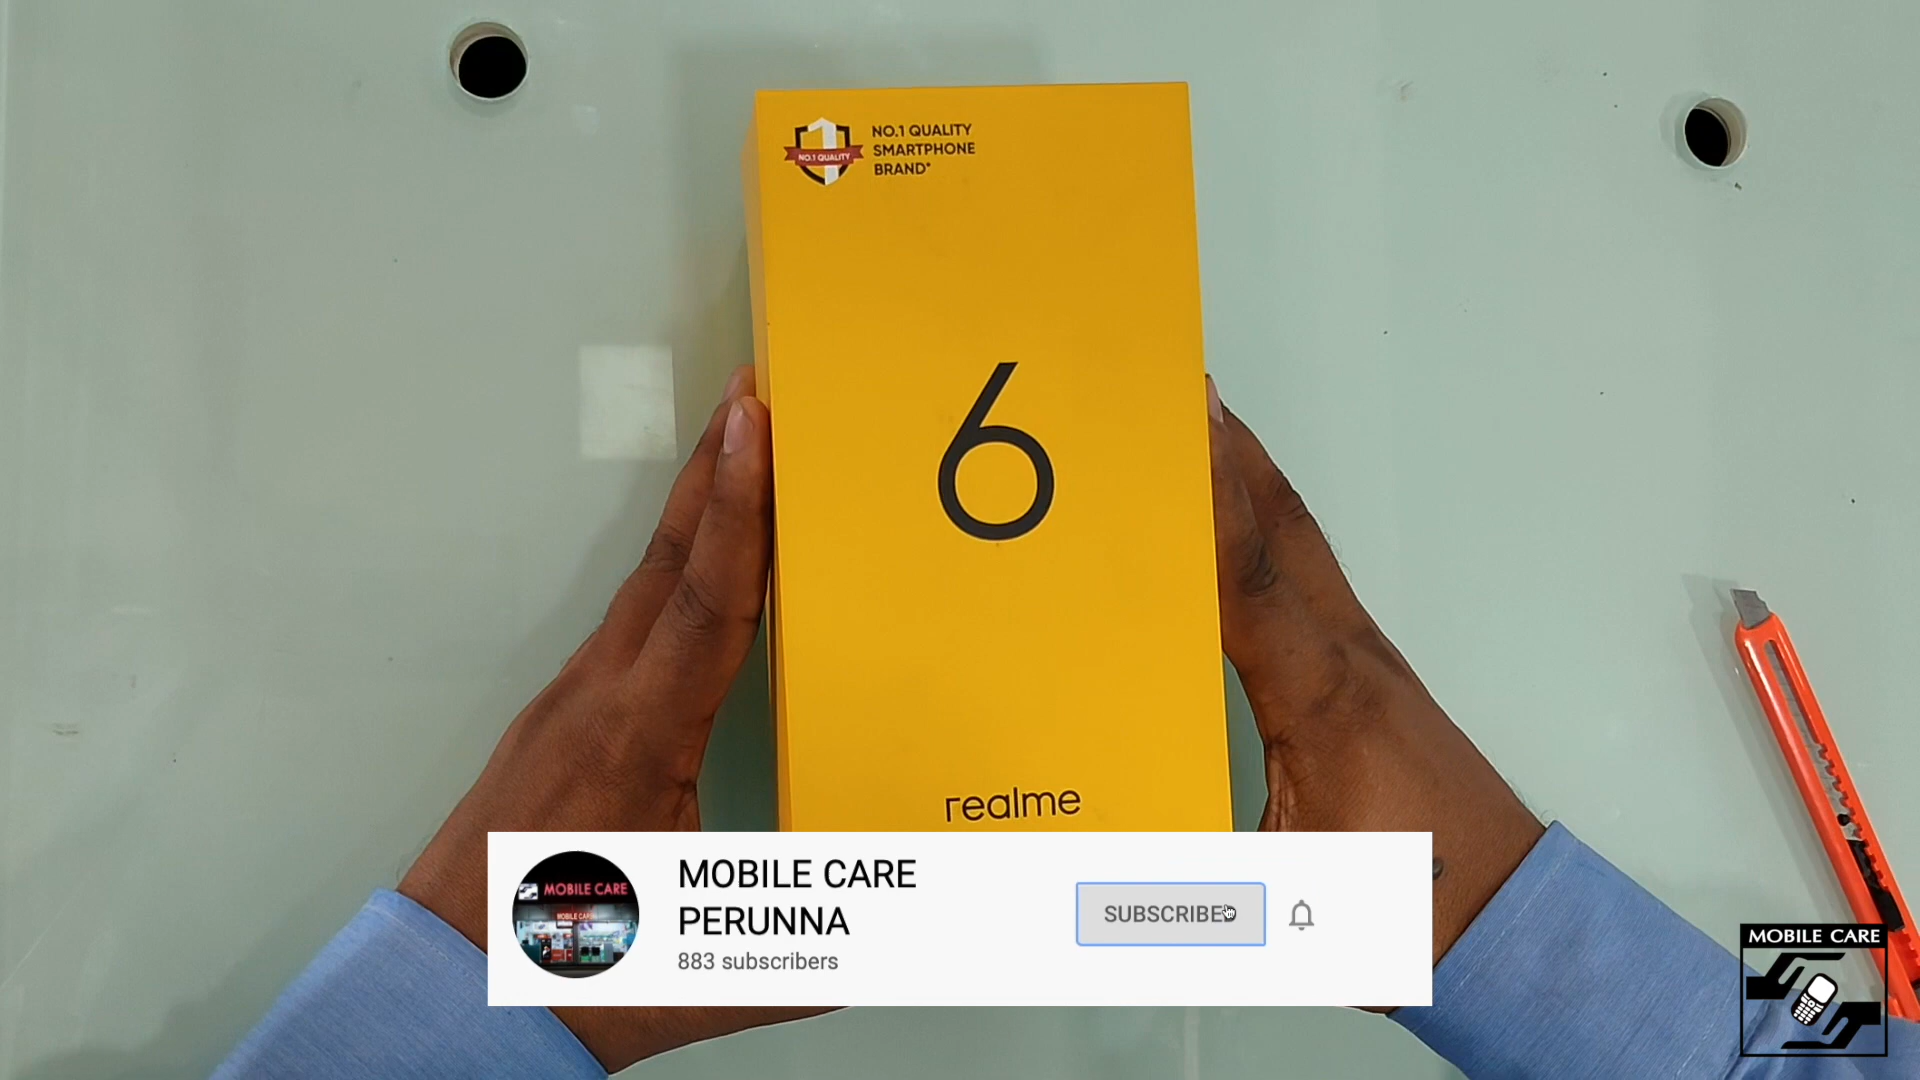 NO.1 QUALITY
NO.1 QUALITY
SMARTPHONE
BRAND*
6
realme
MOBILE CARE
MOBILE CARE
PERUNNA
883 subscribers
SUBSCRIBED
MOBILE CARE